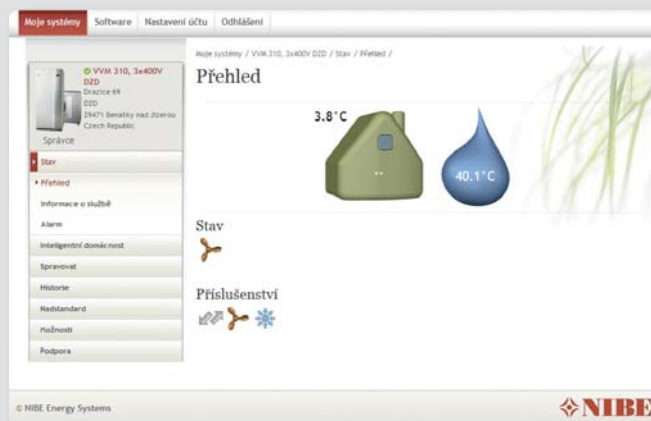 Moje systémy Software Nastavení účtu Odhlášení
Moje systémy / VVM 310, 3x400V DZD / Stav / Přehled /
Přehled
VVM 310, 3x400V
DZD
Drazice 69
DZD
29471 Benatky nad Jizerou
Czech Republic
Správce
Stav
Přehled
Informace o službě
Alarm
Inteligentní domácnost
Spravovat
Historie
Nadstandard
Možnosti
Podpora
3.8°C
40.1°C
Stav
Příslušenství
© NIBE Energy Systems
NIBE